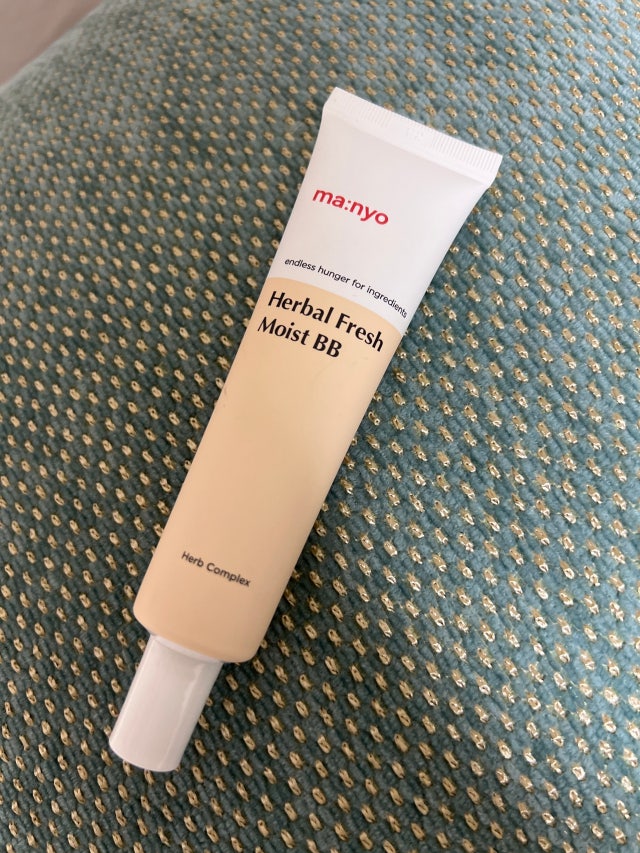 ma:nyo
endless hunger for ingredients
Herbal Fresh
Moist BB
Herb Complex